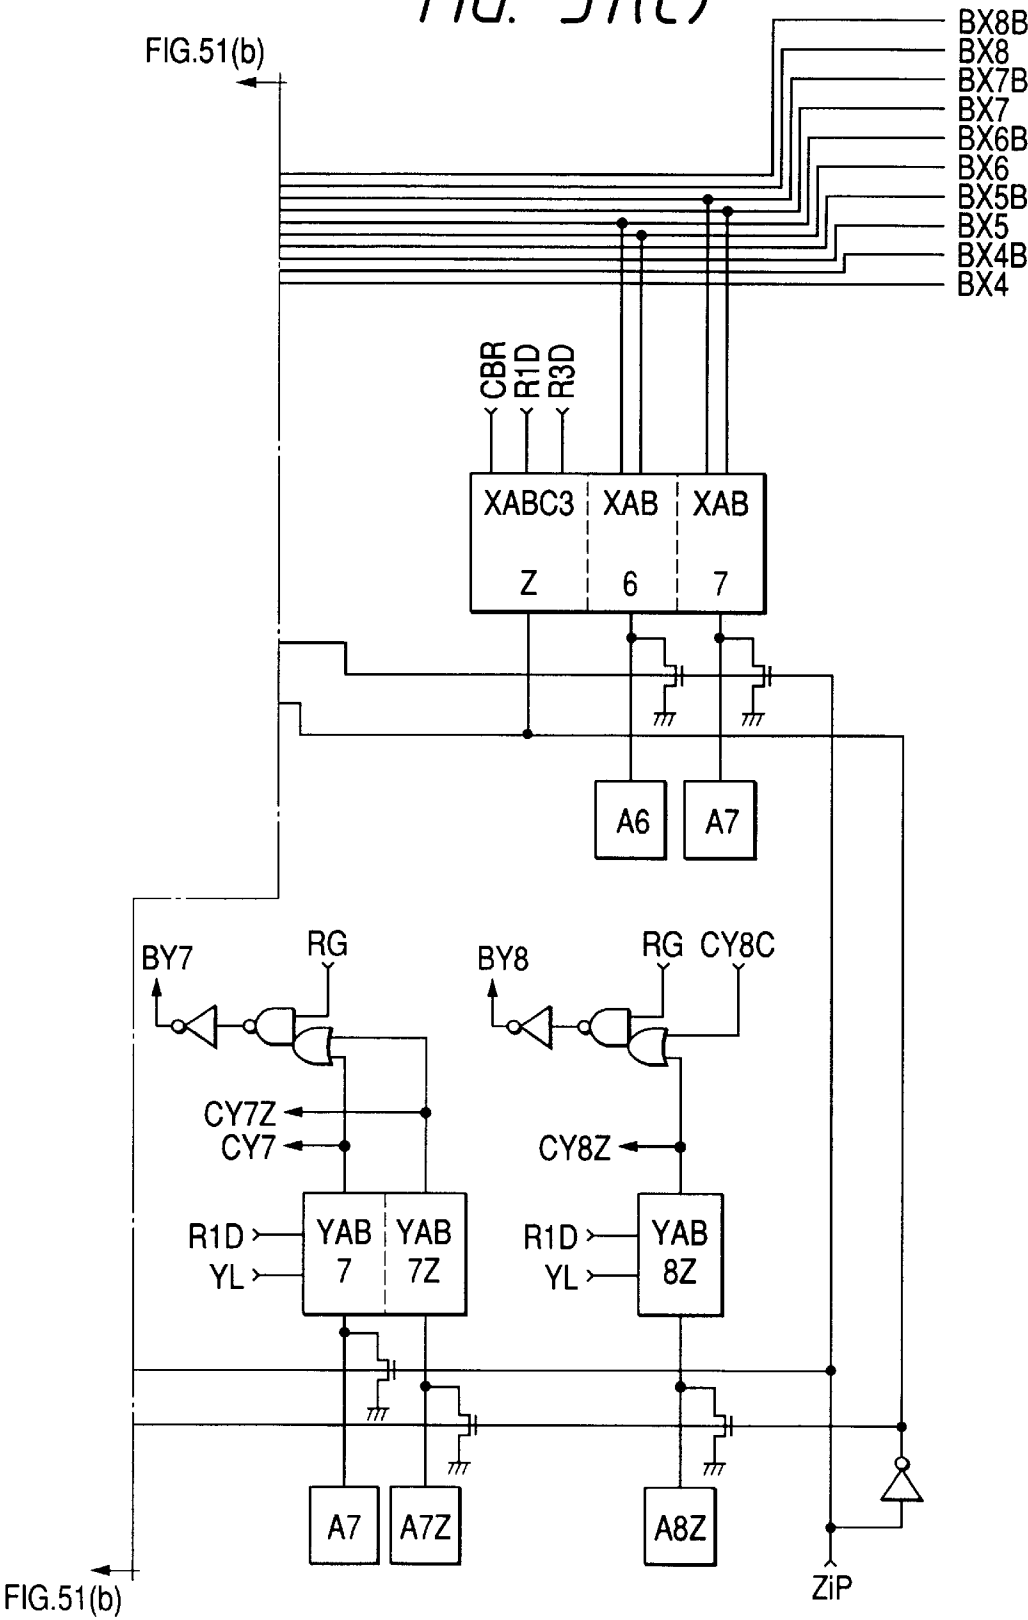 FIG. 51(c)
FIG.51(b)
BX8B
BX8
BX7B
BX7
BX6B
BX6
BX5B
BX5
BX4B
BX4
CBR
R1D
R3D
XABC3 XAB XAB
Z 6 7
A6 A7
BY7 RG BY8 RG CY8C
CY7Z
CY7 CY8Z
R1D YAB YAB R1D YAB
YL 7 7Z YL 8Z
A7 A7Z A8Z
ZiP
FIG.51(b)